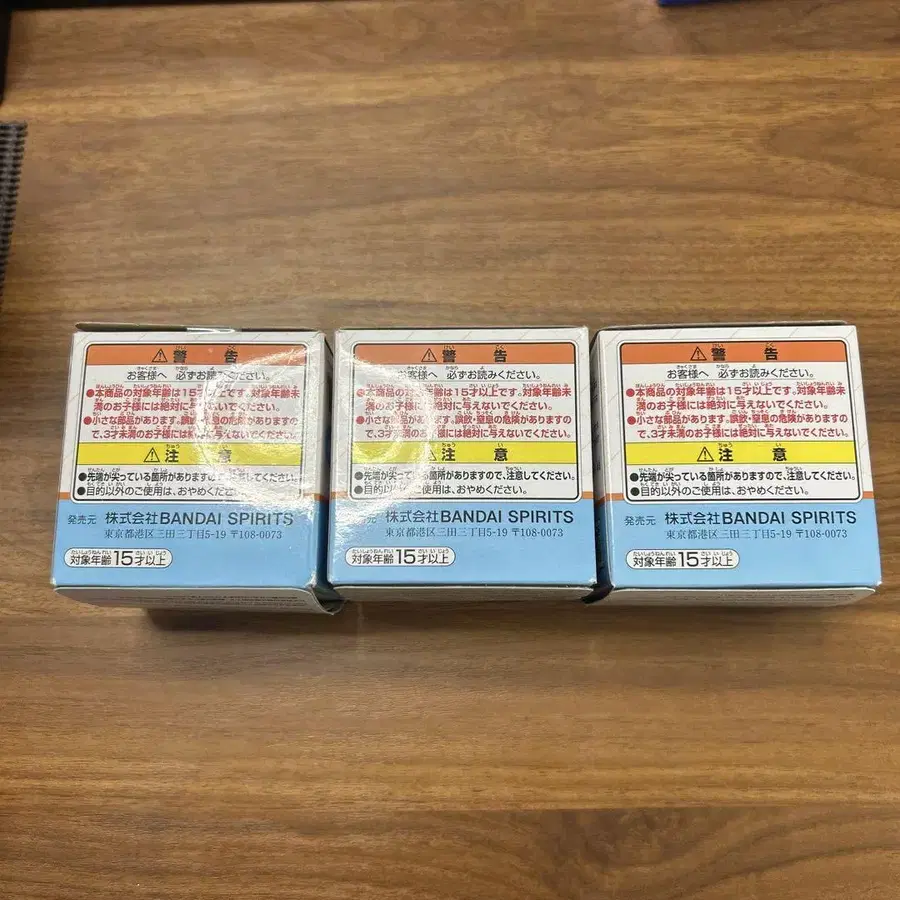 警告
お客様へ 必ずお読みください。
●本商品の対象年齢は15才以上です。対象年齢未
満のお子様には絶対に与えないでください。
●小さな部品があります。誤飲・窒息の危険がありますの
で、3才未満のお子様には絶対に与えないでください。
注意
●先端が尖っている箇所がありますので、注意してください。
●目的以外のご使用は、おやめください。
発売元 株式会社BANDAI SPIRITS
東京都港区三田三丁目5-19 〒108-0073
対象年齢15才以上
警告
お客様へ 必ずお読みください。
●本商品の対象年齢は15才以上です。対象年齢未
満のお子様には絶対に与えないでください。
●小さな部品があります。誤飲・窒息の危険がありますの
で、3才未満のお子様には絶対に与えないでください。
注意
●先端が尖っている箇所がありますので、注意してください。
●目的以外のご使用は、おやめください。
発売元 株式会社BANDAI SPIRITS
東京都港区三田三丁目5-19 〒108-0073
対象年齢15才以上
警告
お客様へ 必ずお読みください。
●本商品の対象年齢は15才以上です。対象年齢未
満のお子様には絶対に与えないでください。
●小さな部品があります。誤飲・窒息の危険がありますの
で、3才未満のお子様には絶対に与えないでください。
注意
●先端が尖っている箇所がありますので、注意してください。
●目的以外のご使用は、おやめください。
発売元 株式会社BANDAI SPIRITS
東京都港区三田三丁目5-19 〒108-0073
対象年齢15才以上